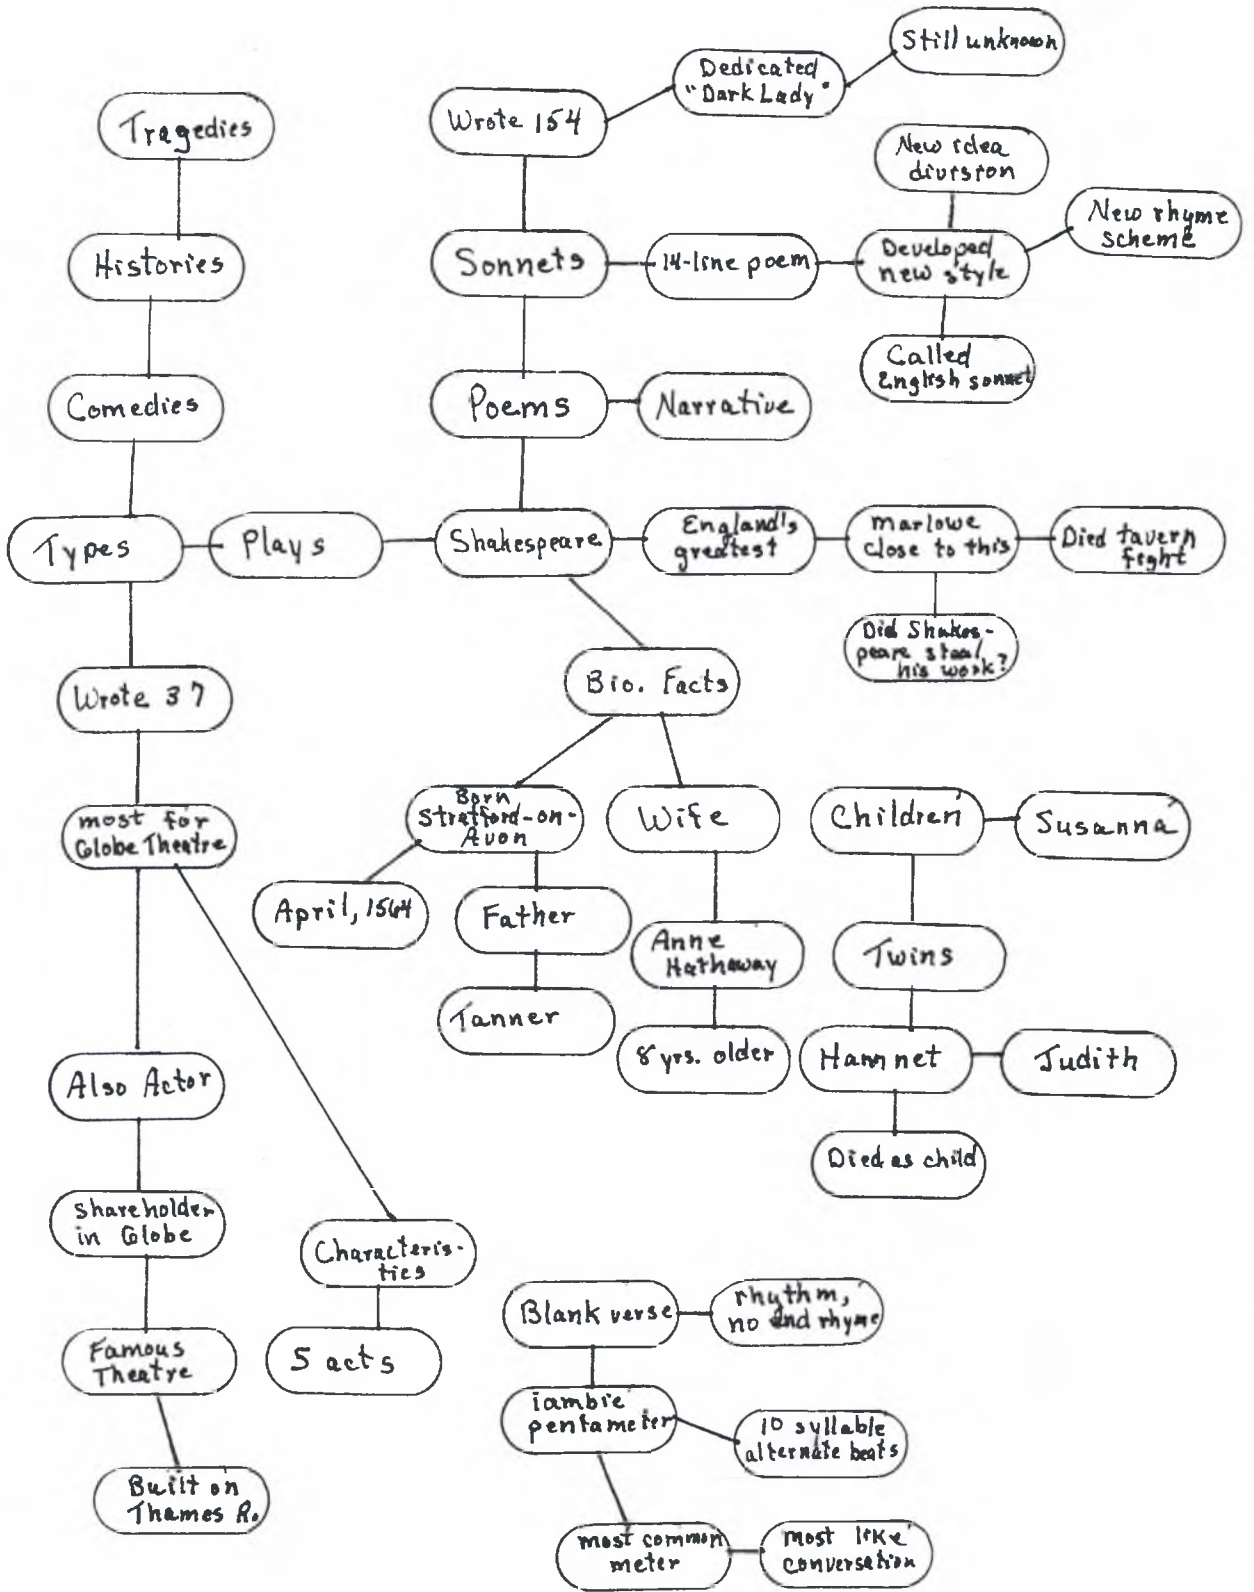 Still unknown
Dedicated
"Dark Lady"
Wrote 154
Tragedies
New idea
division
New rhyme
scheme
Histories
Sonnets
14-line poem
Developed
new style
Called
English sonnet
Comedies
Poems
Narrative
Types
Plays
Shakespeare
England's
greatest
marlowe
close to this
Died tavern
fight
Did Shakes-
peare steal
his work?
Bio. Facts
Wrote 37
Born
Stratford-on-
Avon
Wife
Children
Susanna
most for
Globe Theatre
April, 1564
Father
Anne
Hathaway
Twins
Tanner
8 yrs. older
Hamnet
Judith
Also Actor
Died as child
Shareholder
in Globe
Characteris-
tics
Blank verse
rhythm,
no end rhyme
Famous
Theatre
5 acts
iambic
pentameter
10 syllable
alternate beats
Built on
Thames R.
most common
meter
most like
conversation